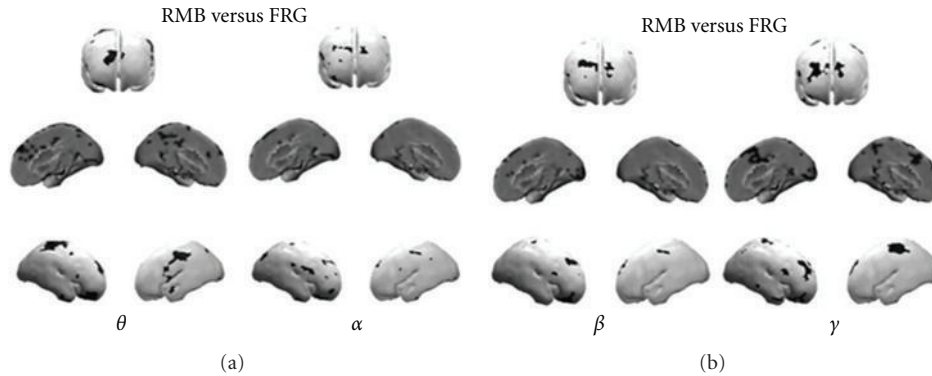 RMB versus FRG
RMB versus FRG
θ
α
β
γ
(a)
(b)